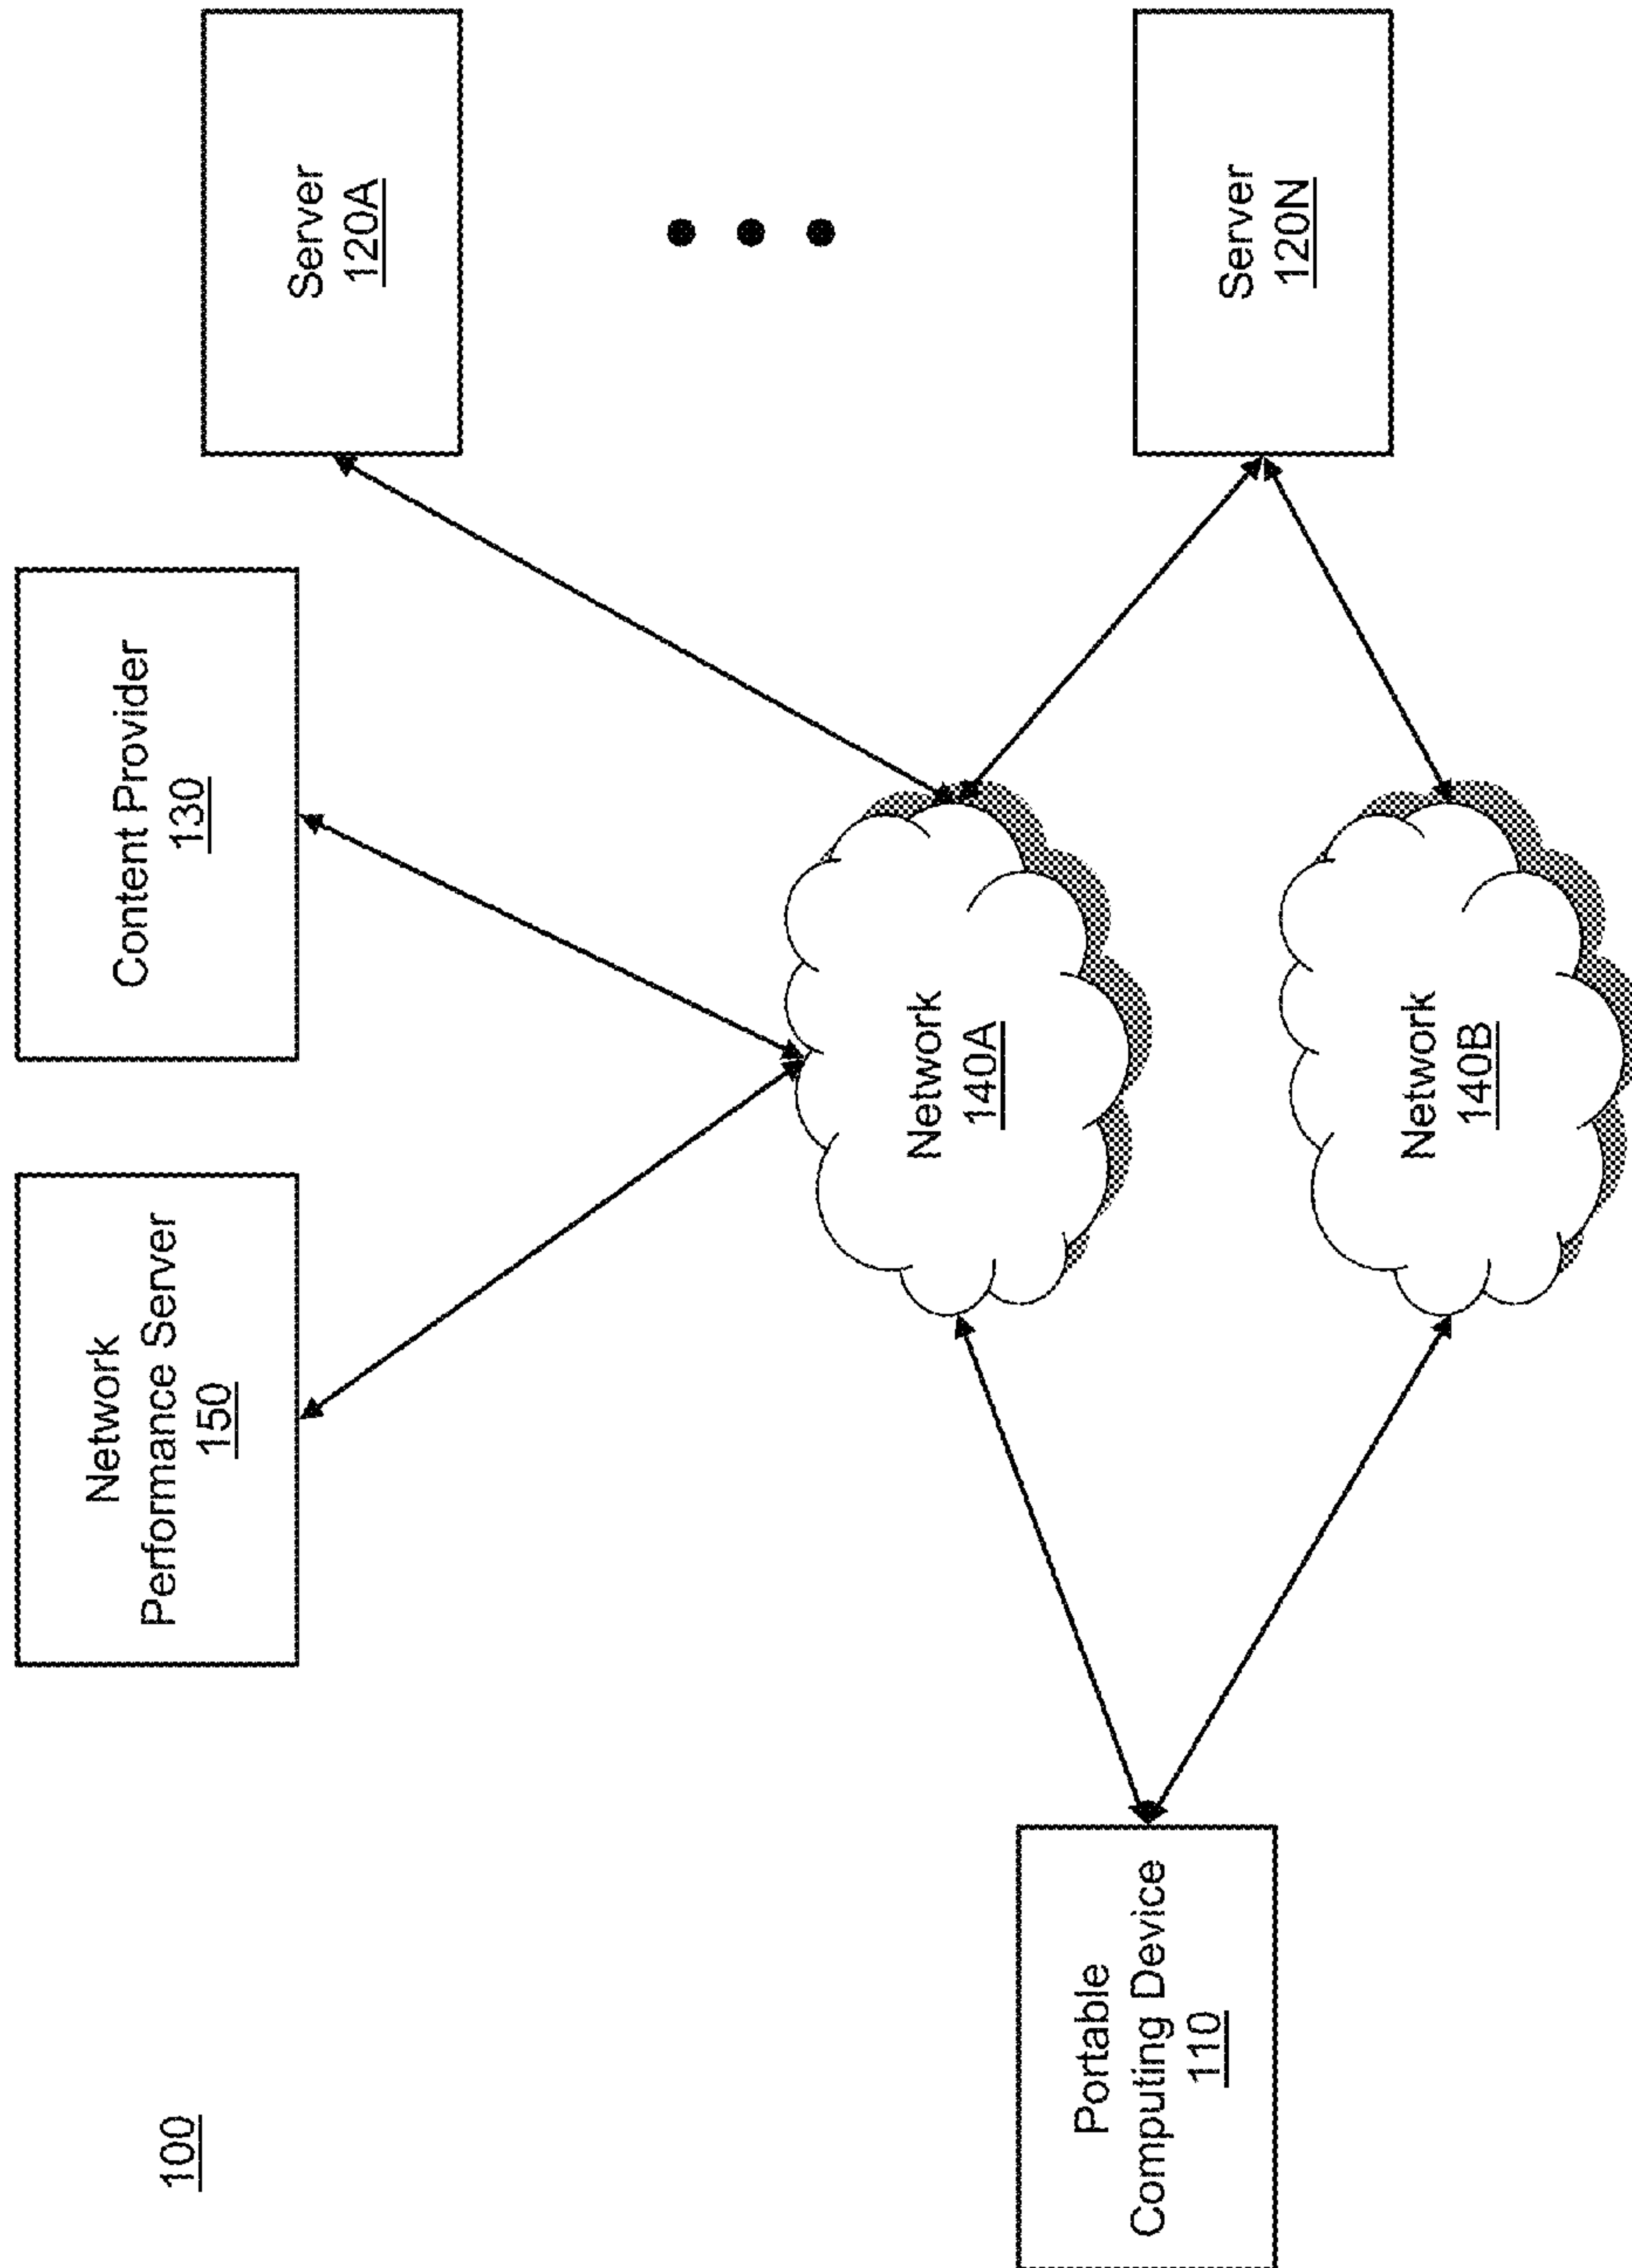 100
Network
Performance Server
150
Content Provider
130
Server
120A
Network
140A
Portable
Computing Device
110
Server
120N
Network
140B